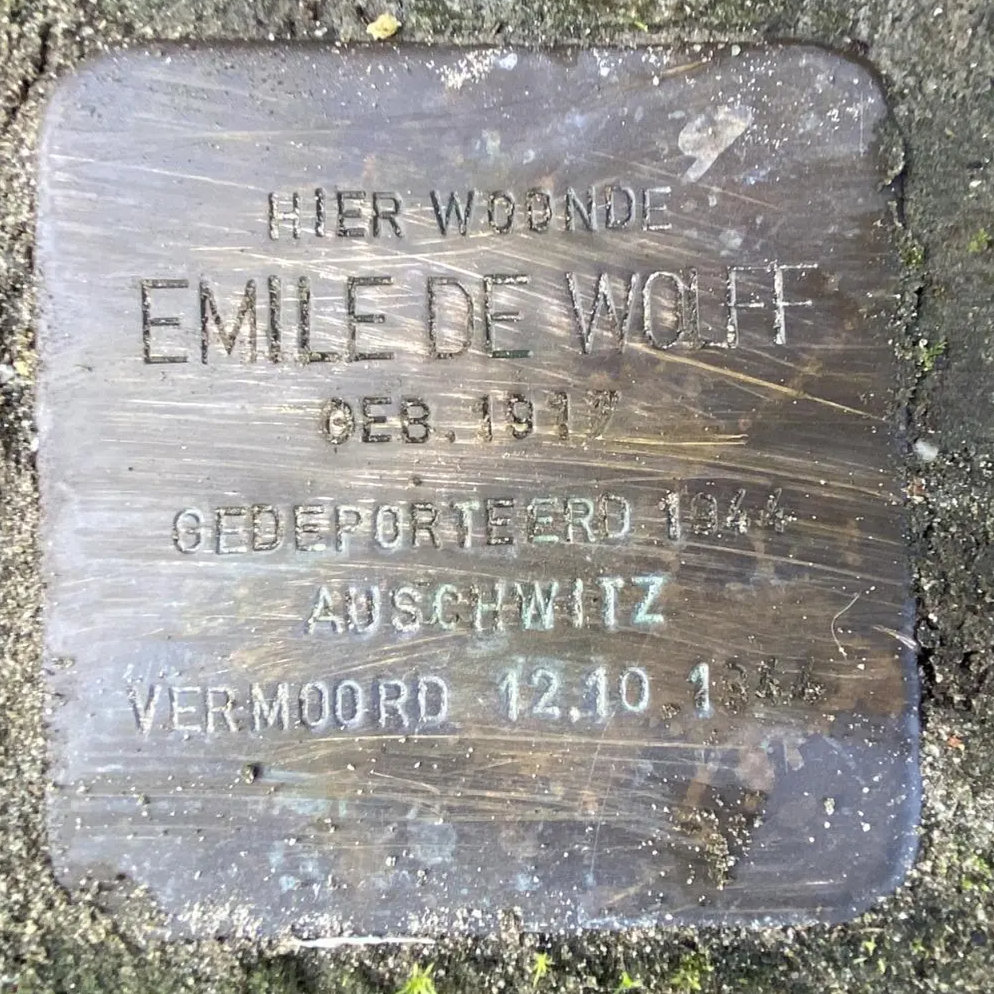 HIER WOONDE
EMILE DE WOLFF
GEB. 1917
GEDEPORTEERD 1944
AUSCHWITZ
VERMOORD 12.10.1944